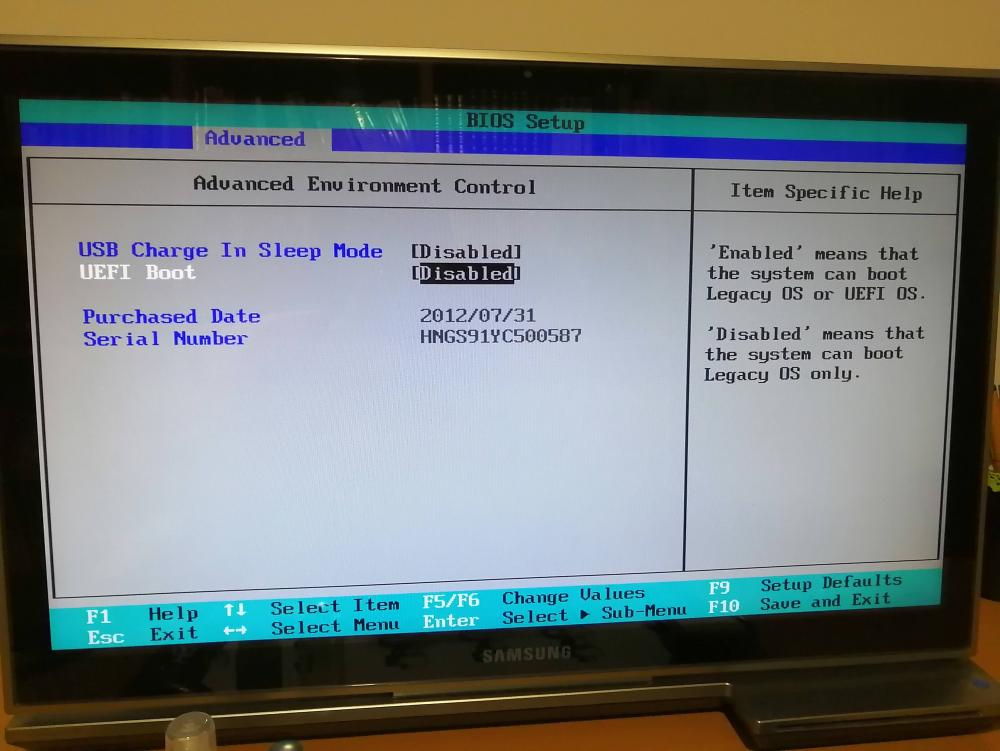 BIOS Setup
Advanced
Advanced Environment Control
Item Specific Help
USB Charge In Sleep Mode [Disabled]
UEFI Boot [Disabled]
Purchased Date 2012/07/31
Serial Number HNGS91YC500587
'Enabled' means that
the system can boot
Legacy OS or UEFI OS.
'Disabled' means that
the system can boot
Legacy OS only.
F1 Help ↑↓ Select Item F5/F6 Change Values F9 Setup Defaults
Esc Exit ←→ Select Menu Enter Select ▶ Sub-Menu F10 Save and Exit
SAMSUNG